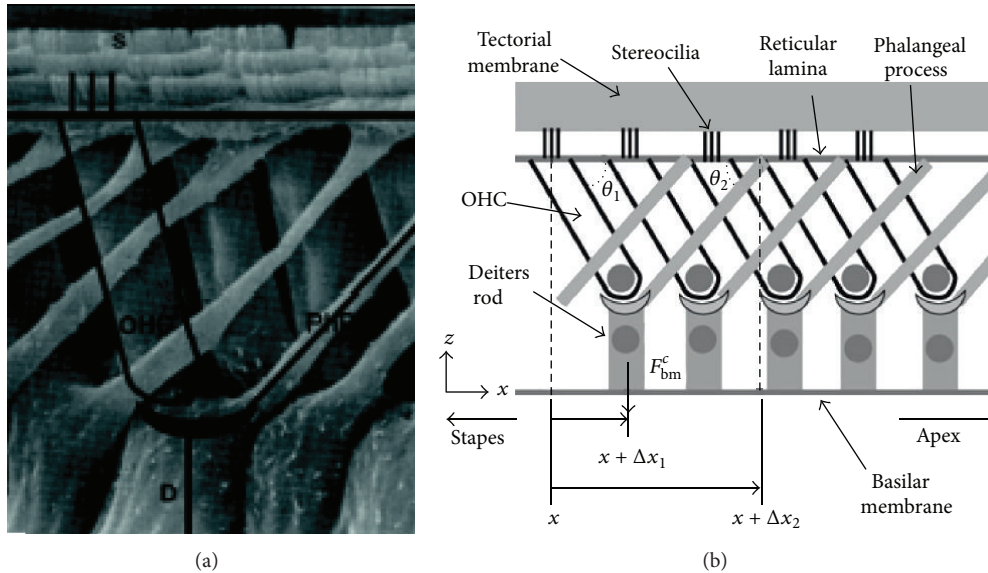 S
OHC
PhP
D
(a)
Tectorial
membrane
Stereocilia
Reticular
lamina
Phalangeal
process
θ1
θ2
OHC
Deiters
rod
F^c_bm
z
x
Stapes
Apex
x + Δx1
Basilar
membrane
x
x + Δx2
(b)